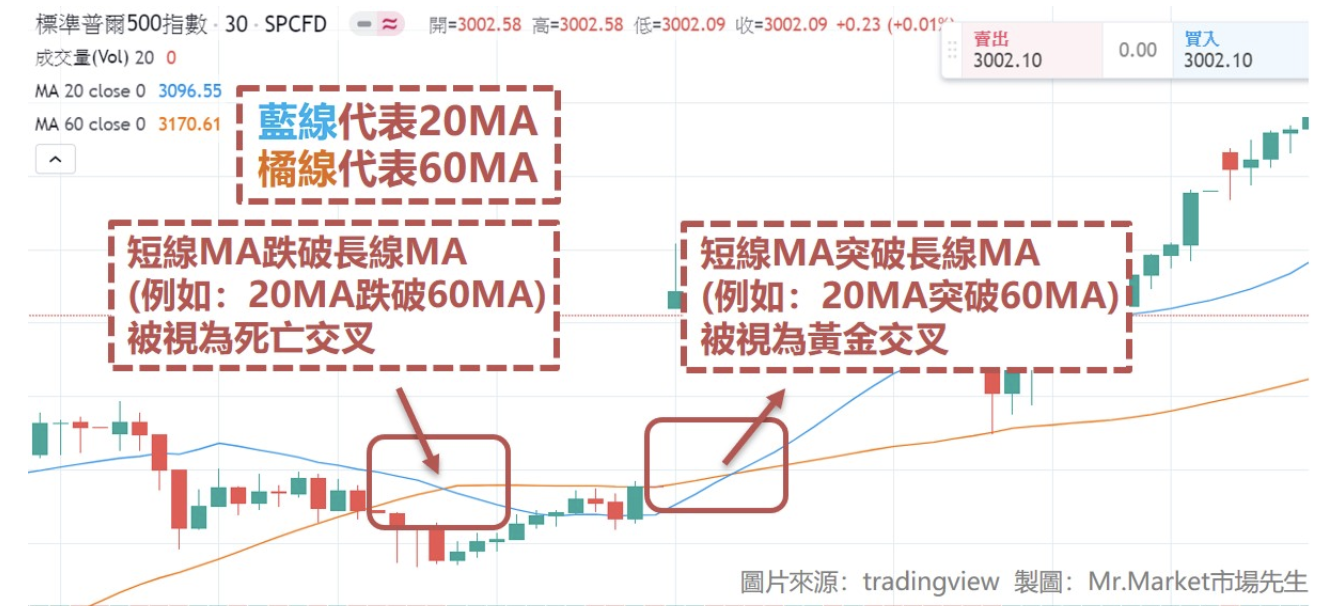 標準普爾500指數 · 30 · SPCFD 開=3002.58 高=3002.58 低=3002.09 收=3002.09 +0.23 (+0.01%)
賣出 3002.10 0.00 買入 3002.10
成交量(Vol) 20 0
MA 20 close 0 3096.55
MA 60 close 0 3170.61
藍線代表20MA
橘線代表60MA
短線MA跌破長線MA
(例如：20MA跌破60MA)
被視為死亡交叉
短線MA突破長線MA
(例如：20MA突破60MA)
被視為黃金交叉
圖片來源：tradingview 製圖：Mr.Market市場先生